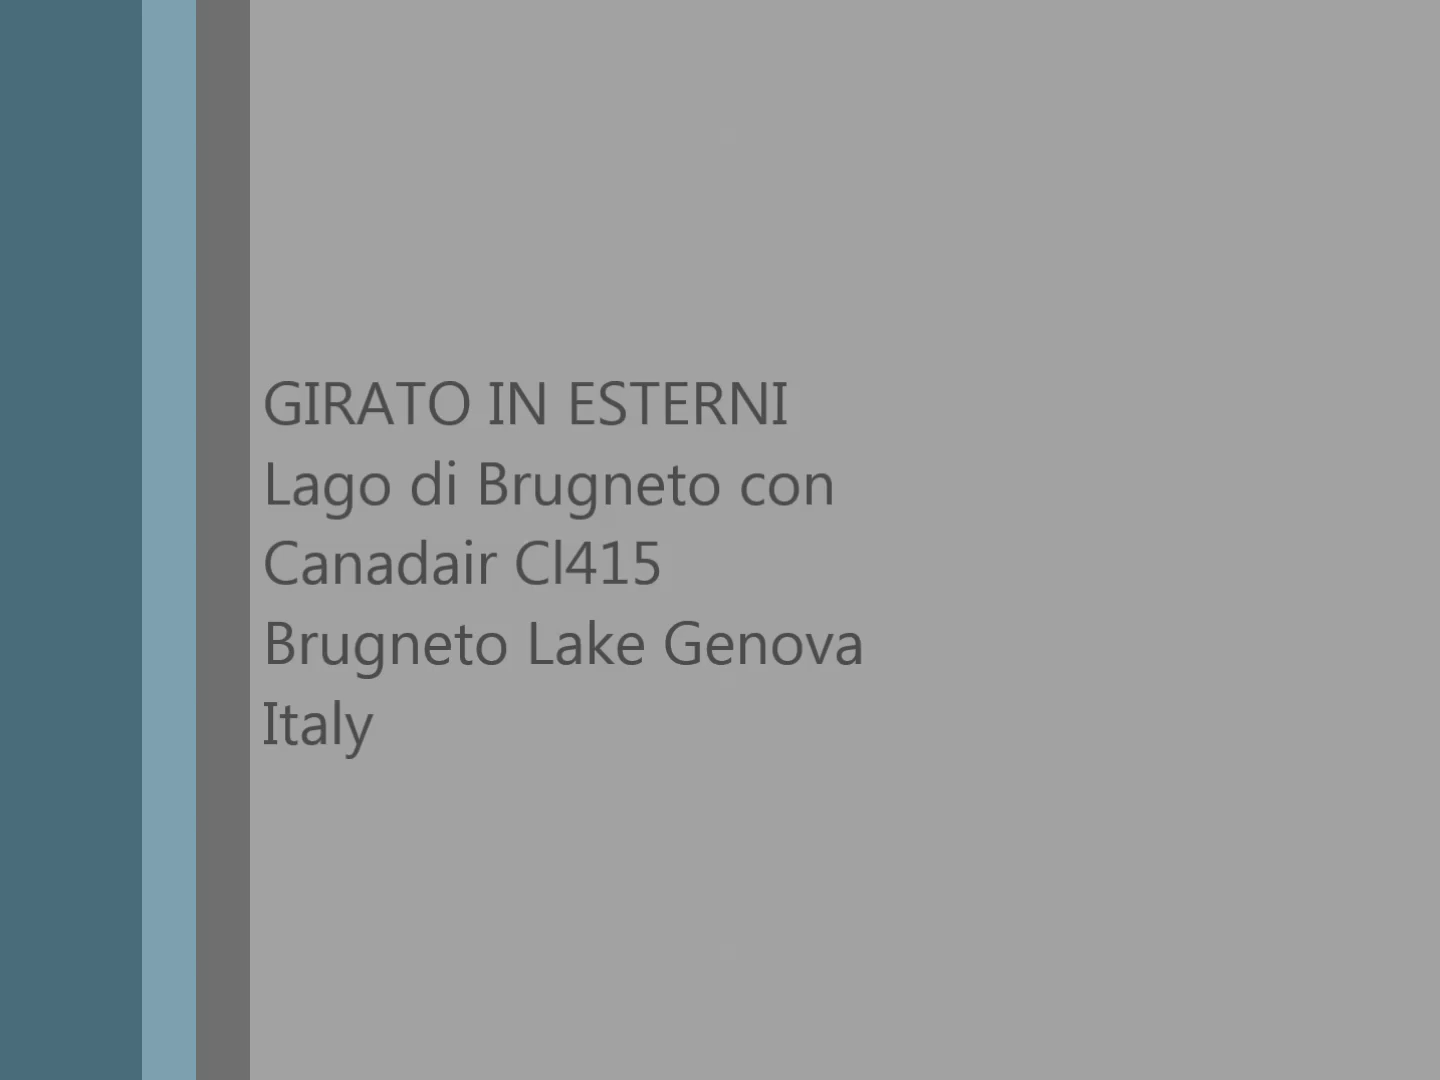 GIRATO IN ESTERNI
Lago di Brugneto con
Canadair Cl415
Brugneto Lake Genova
Italy